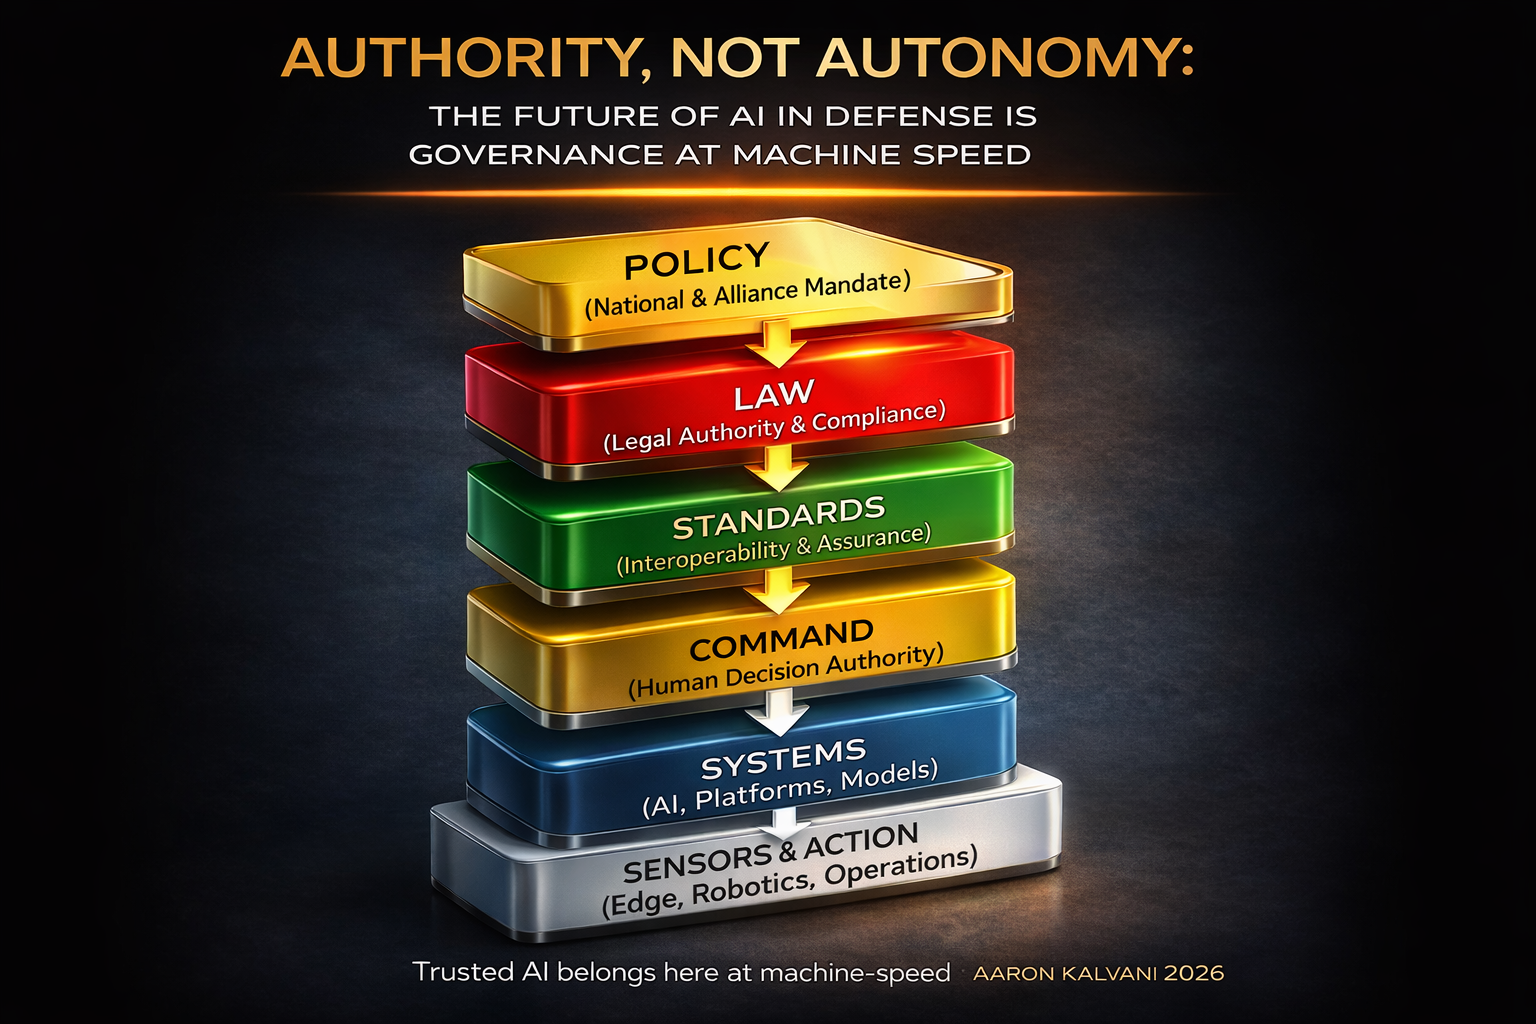 AUTHORITY, NOT AUTONOMY:
THE FUTURE OF AI IN DEFENSE IS
GOVERNANCE AT MACHINE SPEED
POLICY
(National & Alliance Mandate)
LAW
(Legal Authority & Compliance)
STANDARDS
(Interoperability & Assurance)
COMMAND
(Human Decision Authority)
SYSTEMS
(AI, Platforms, Models)
SENSORS & ACTION
(Edge, Robotics, Operations)
Trusted AI belongs here at machine-speed AARON KALVANI 2026